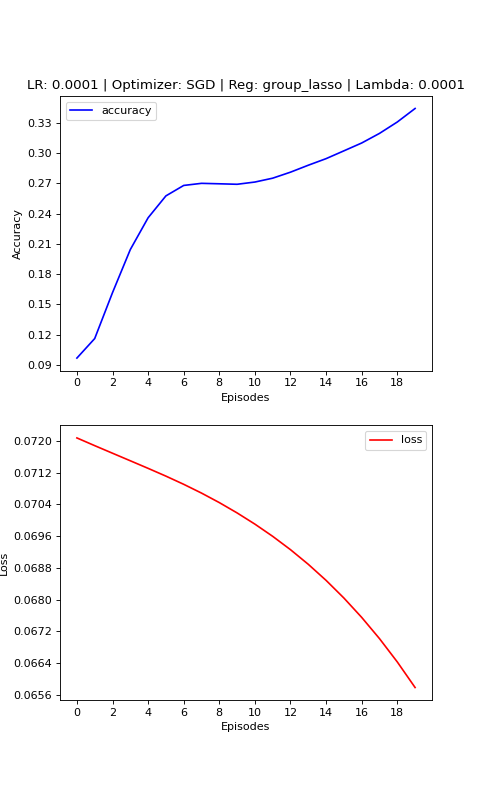 LR: 0.0001 | Optimizer: SGD | Reg: group_lasso | Lambda: 0.0001
accuracy
0.33
0.30
0.27
0.24
0.21
0.18
0.15
0.12
0.09
Accuracy
0 2 4 6 8 10 12 14 16 18
Episodes
loss
0.0720
0.0712
0.0704
0.0696
0.0688
0.0680
0.0672
0.0664
0.0656
Loss
0 2 4 6 8 10 12 14 16 18
Episodes